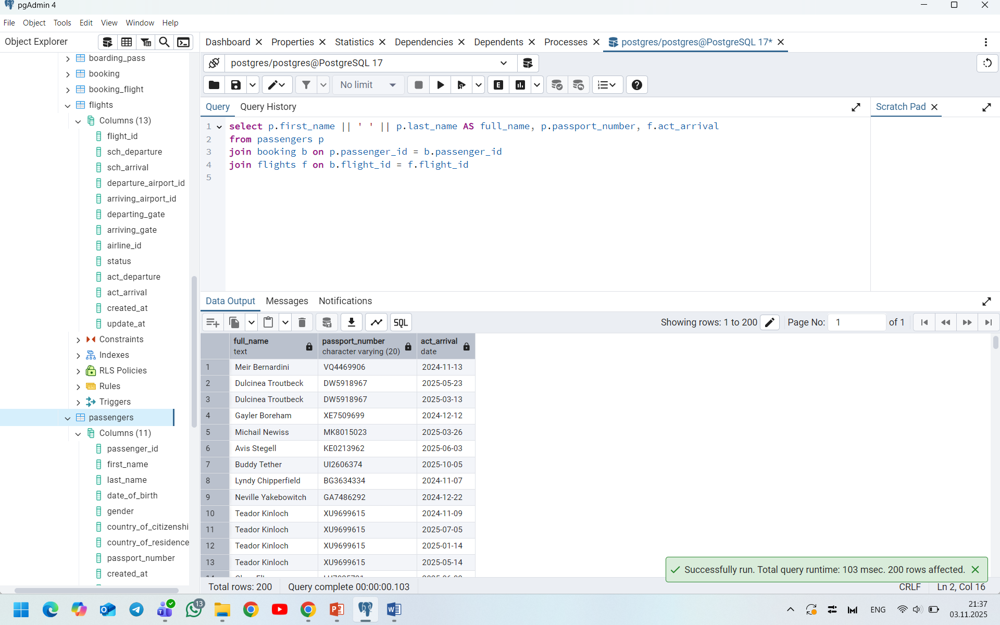 pgAdmin 4
File Object Tools Edit View Window Help
Object Explorer
Dashboard Properties Statistics Dependencies Dependents Processes postgres/postgres@PostgreSQL 17*
boarding_pass
booking
booking_flight
flights
Columns (13)
flight_id
sch_departure
sch_arrival
departure_airport_id
arriving_airport_id
departing_gate
arriving_gate
airline_id
status
act_departure
act_arrival
created_at
update_at
Constraints
Indexes
RLS Policies
Rules
Triggers
passengers
Columns (11)
passenger_id
first_name
last_name
date_of_birth
gender
country_of_citizenshi
country_of_residence
passport_number
created_at
postgres/postgres@PostgreSQL 17
No limit
E
Query Query History
Scratch Pad
1 select p.first_name || ' ' || p.last_name AS full_name, p.passport_number, f.act_arrival
2 from passengers p
3 join booking b on p.passenger_id = b.passenger_id
4 join flights f on b.flight_id = f.flight_id
5
Data Output Messages Notifications
SQL Showing rows: 1 to 200 Page No: 1 of 1
full_name passport_number act_arrival
text character varying (20) date
1 Meir Bernardini VQ4469906 2024-11-13
2 Dulcinea Troutbeck DW5918967 2025-05-23
3 Dulcinea Troutbeck DW5918967 2025-03-13
4 Gayler Boreham XE7509699 2024-12-12
5 Michail Newiss MK8015023 2025-03-26
6 Avis Stegell KE0213962 2025-06-03
7 Buddy Tether UI2606374 2025-10-05
8 Lyndy Chipperfield BG3634334 2024-11-07
9 Neville Yakebowitch GA7486292 2024-12-22
10 Teador Kinloch XU9699615 2024-11-09
11 Teador Kinloch XU9699615 2025-07-05
12 Teador Kinloch XU9699615 2025-01-14
13 Teador Kinloch XU9699615 2025-05-14
Successfully run. Total query runtime: 103 msec. 200 rows affected.
Total rows: 200 Query complete 00:00:00.103 CRLF Ln 2, Col 16
13
ENG
21:37
03.11.2025